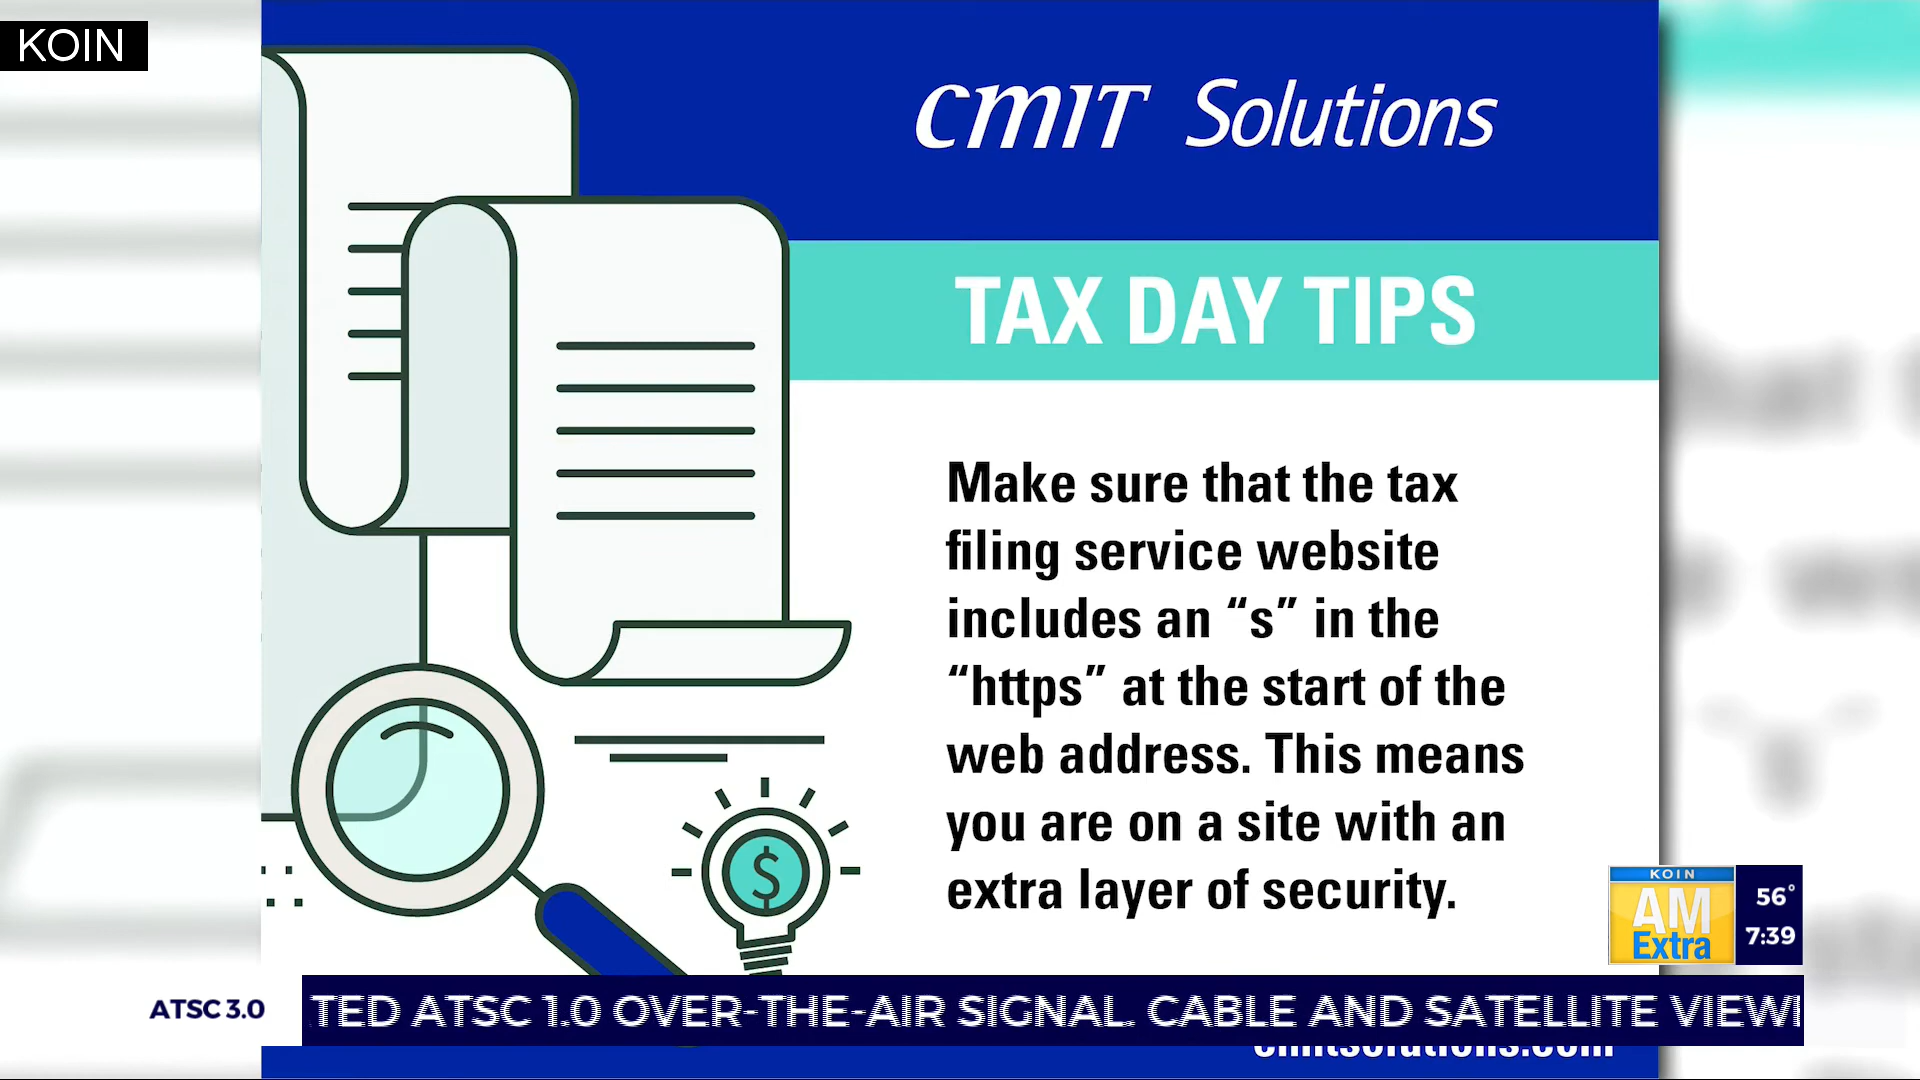 KOIN
CMIT Solutions
TAX DAY TIPS
Make sure that the tax
filing service website
includes an “s” in the
“https” at the start of the
web address. This means
you are on a site with an
extra layer of security.
$
KOIN
AM
Extra
56°
7:39
ATSC 3.0
TED ATSC 1.0 OVER-THE-AIR SIGNAL. CABLE AND SATELLITE VIEW
cmitsolutions.com